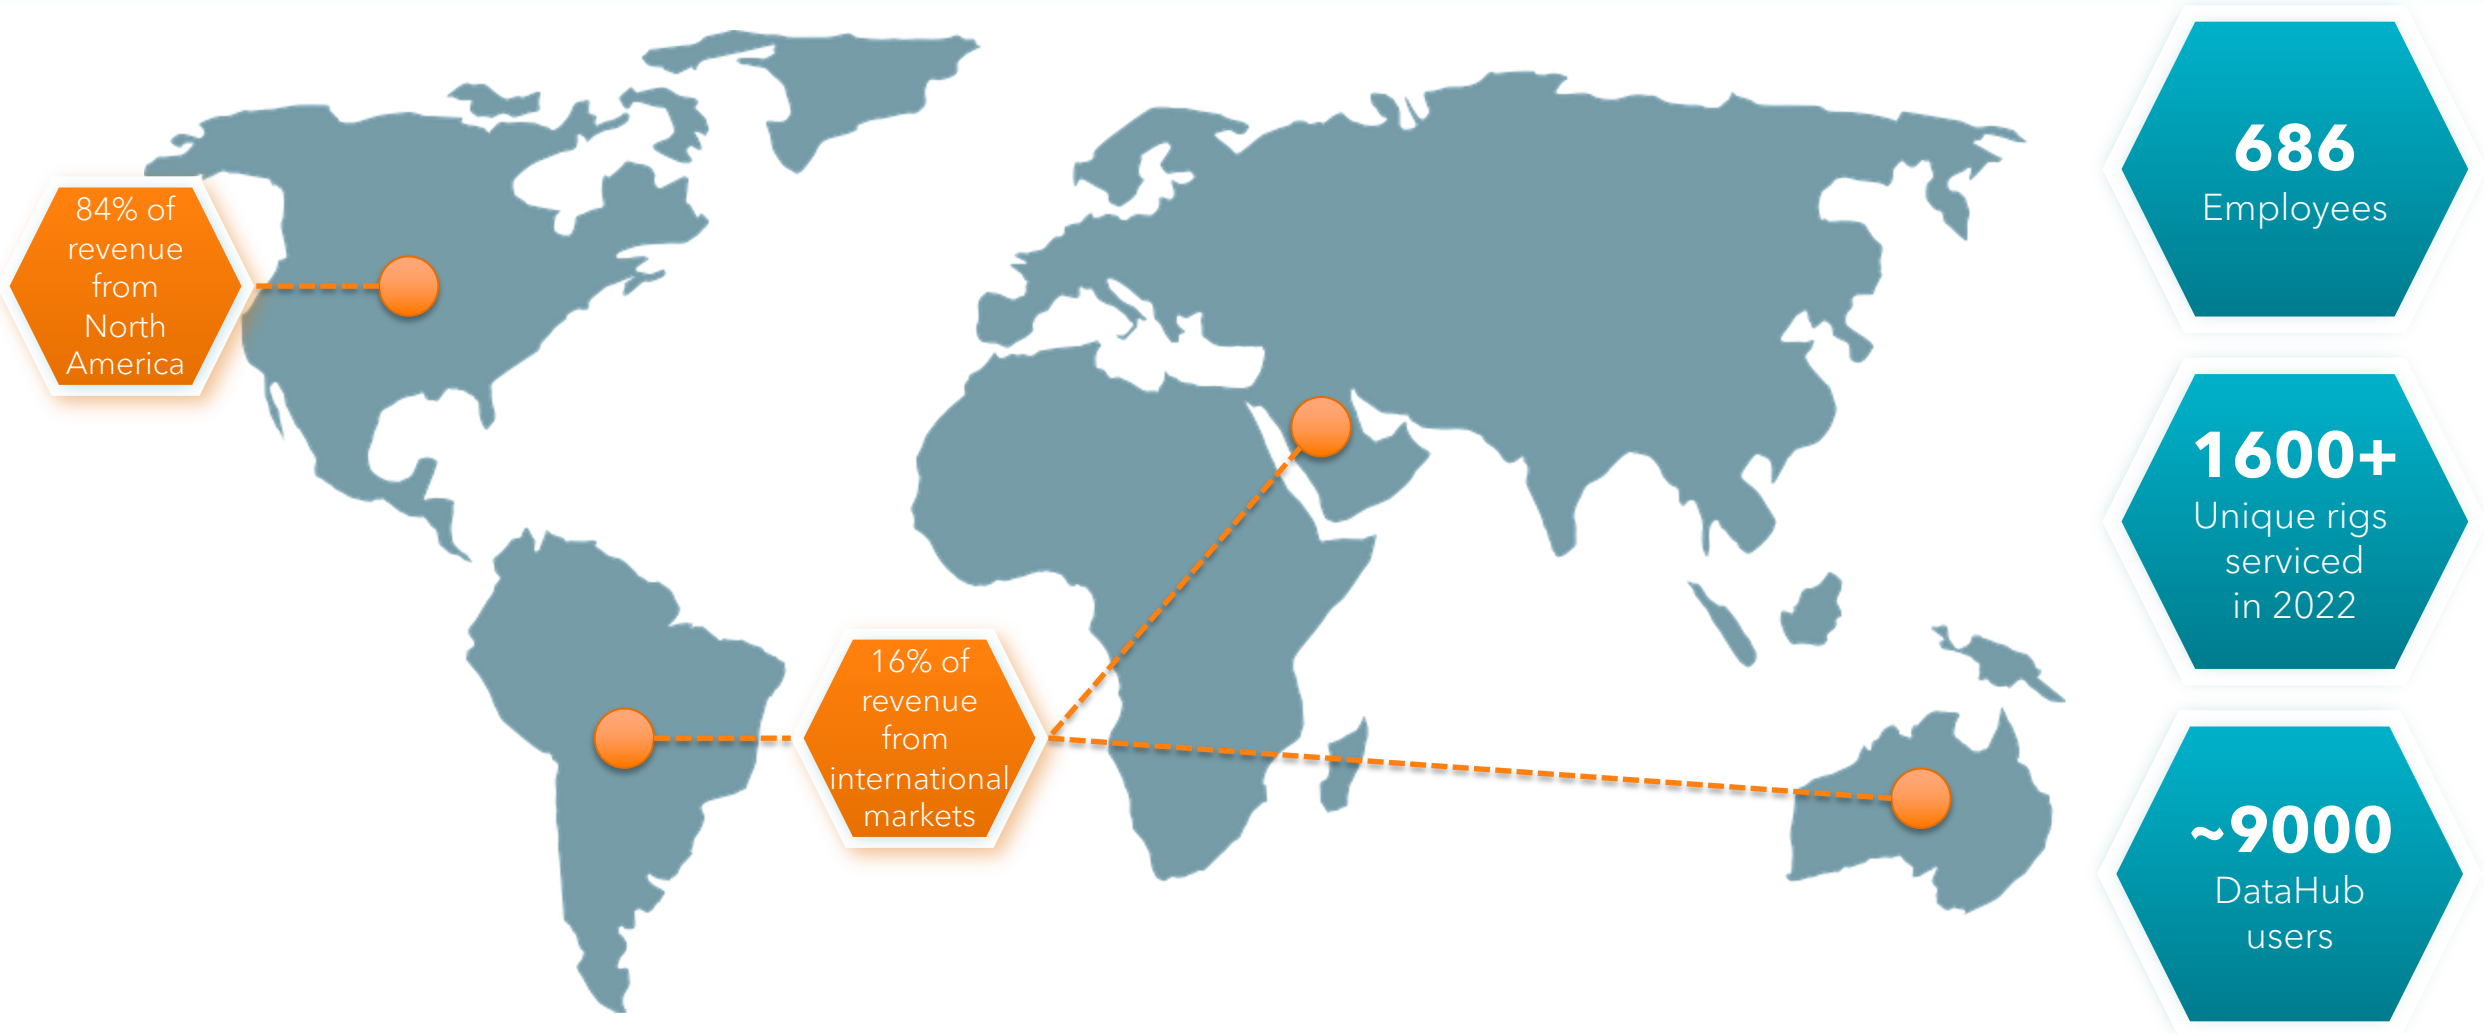 84% of
revenue
from
North
America
16% of
revenue
from
international
markets
686
Employees
1600+
Unique rigs
serviced
in 2022
~9000
DataHub
users